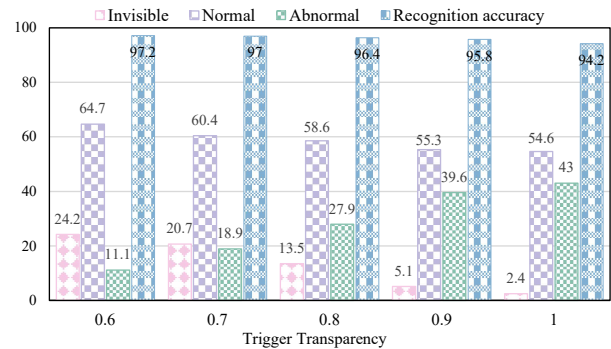 Invisible Normal Abnormal Recognition accuracy
100
80
60
40
20
0
24.2 64.7 11.1 97.2
20.7 60.4 18.9 97
13.5 58.6 27.9 96.4
5.1 55.3 39.6 95.8
2.4 54.6 43 94.2
0.6 0.7 0.8 0.9 1
Trigger Transparency